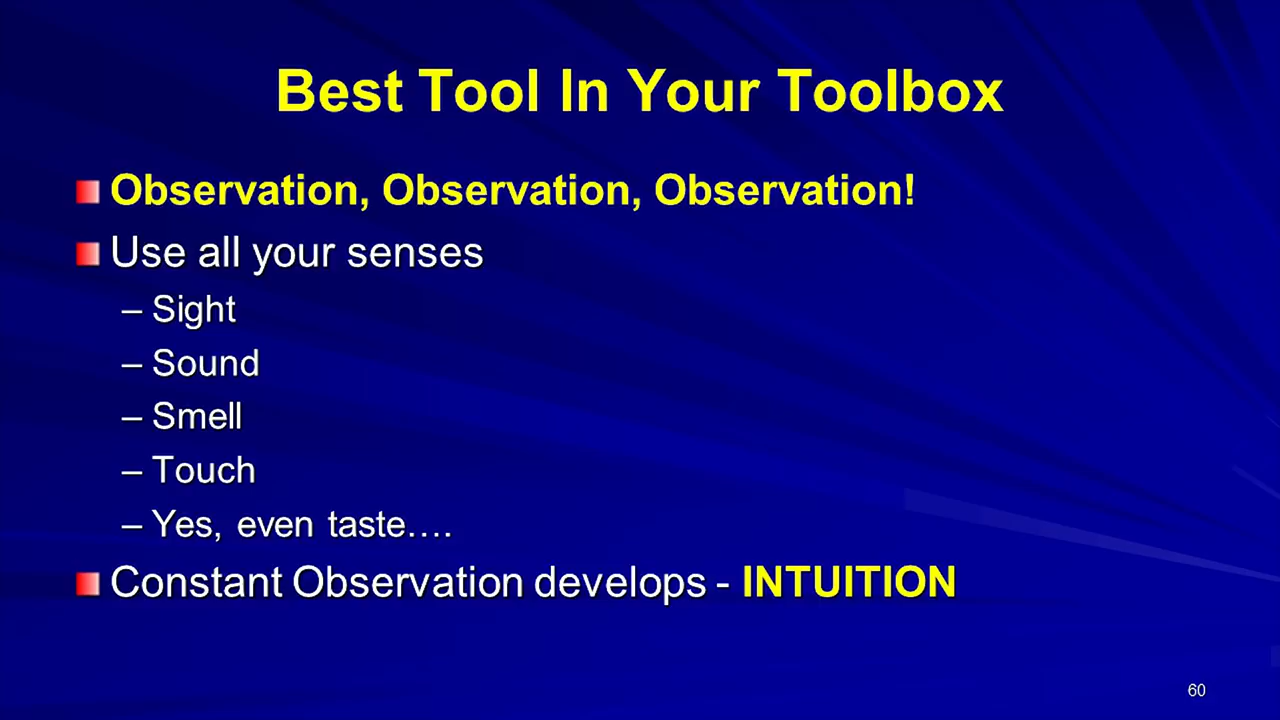 Best Tool In Your Toolbox
Observation, Observation, Observation!
Use all your senses
– Sight
– Sound
– Smell
– Touch
– Yes, even taste….
Constant Observation develops - INTUITION
60